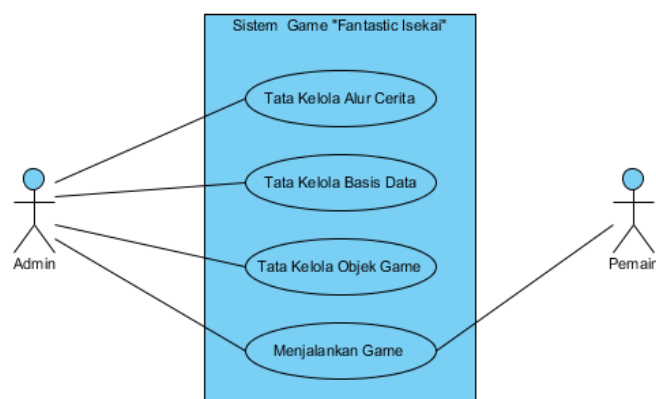 Sistem Game "Fantastic Isekai"
Tata Kelola Alur Cerita
Tata Kelola Basis Data
Admin
Pemain
Tata Kelola Objek Game
Menjalankan Game